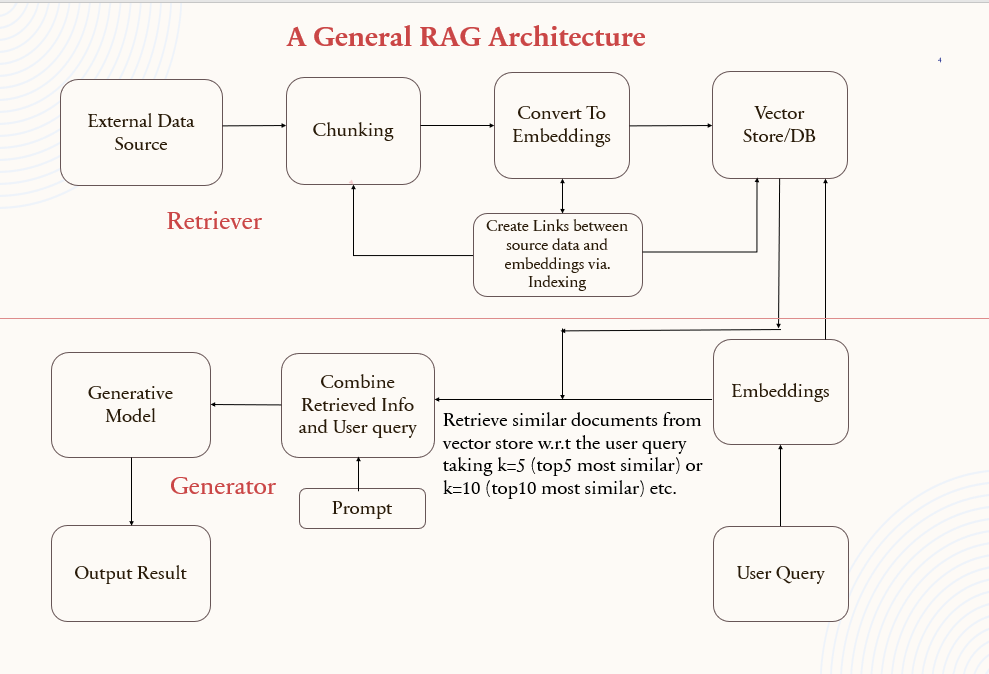 A General RAG Architecture
4
External Data
Source
Chunking
Convert To
Embeddings
Vector
Store/DB
Retriever
Create Links between
source data and
embeddings via.
Indexing
Generative
Model
Combine
Retrieved Info
and User query
Embeddings
Retrieve similar documents from
vector store w.r.t the user query
taking k=5 (top5 most similar) or
k=10 (top10 most similar) etc.
Generator
Prompt
Output Result
User Query